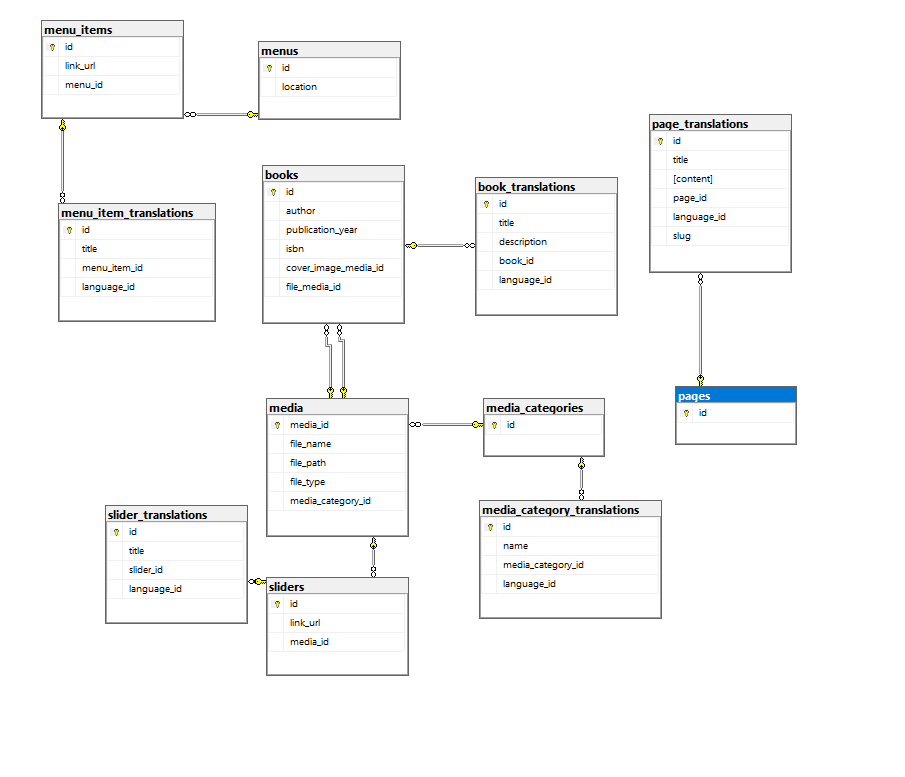 menu_items
id
link_url
menu_id
menus
id
location
page_translations
id
title
[content]
page_id
language_id
slug
books
id
author
publication_year
isbn
cover_image_media_id
file_media_id
book_translations
id
title
description
book_id
language_id
menu_item_translations
id
title
menu_item_id
language_id
pages
id
media
media_id
file_name
file_path
file_type
media_category_id
media_categories
id
media_category_translations
id
name
media_category_id
language_id
slider_translations
id
title
slider_id
language_id
sliders
id
link_url
media_id